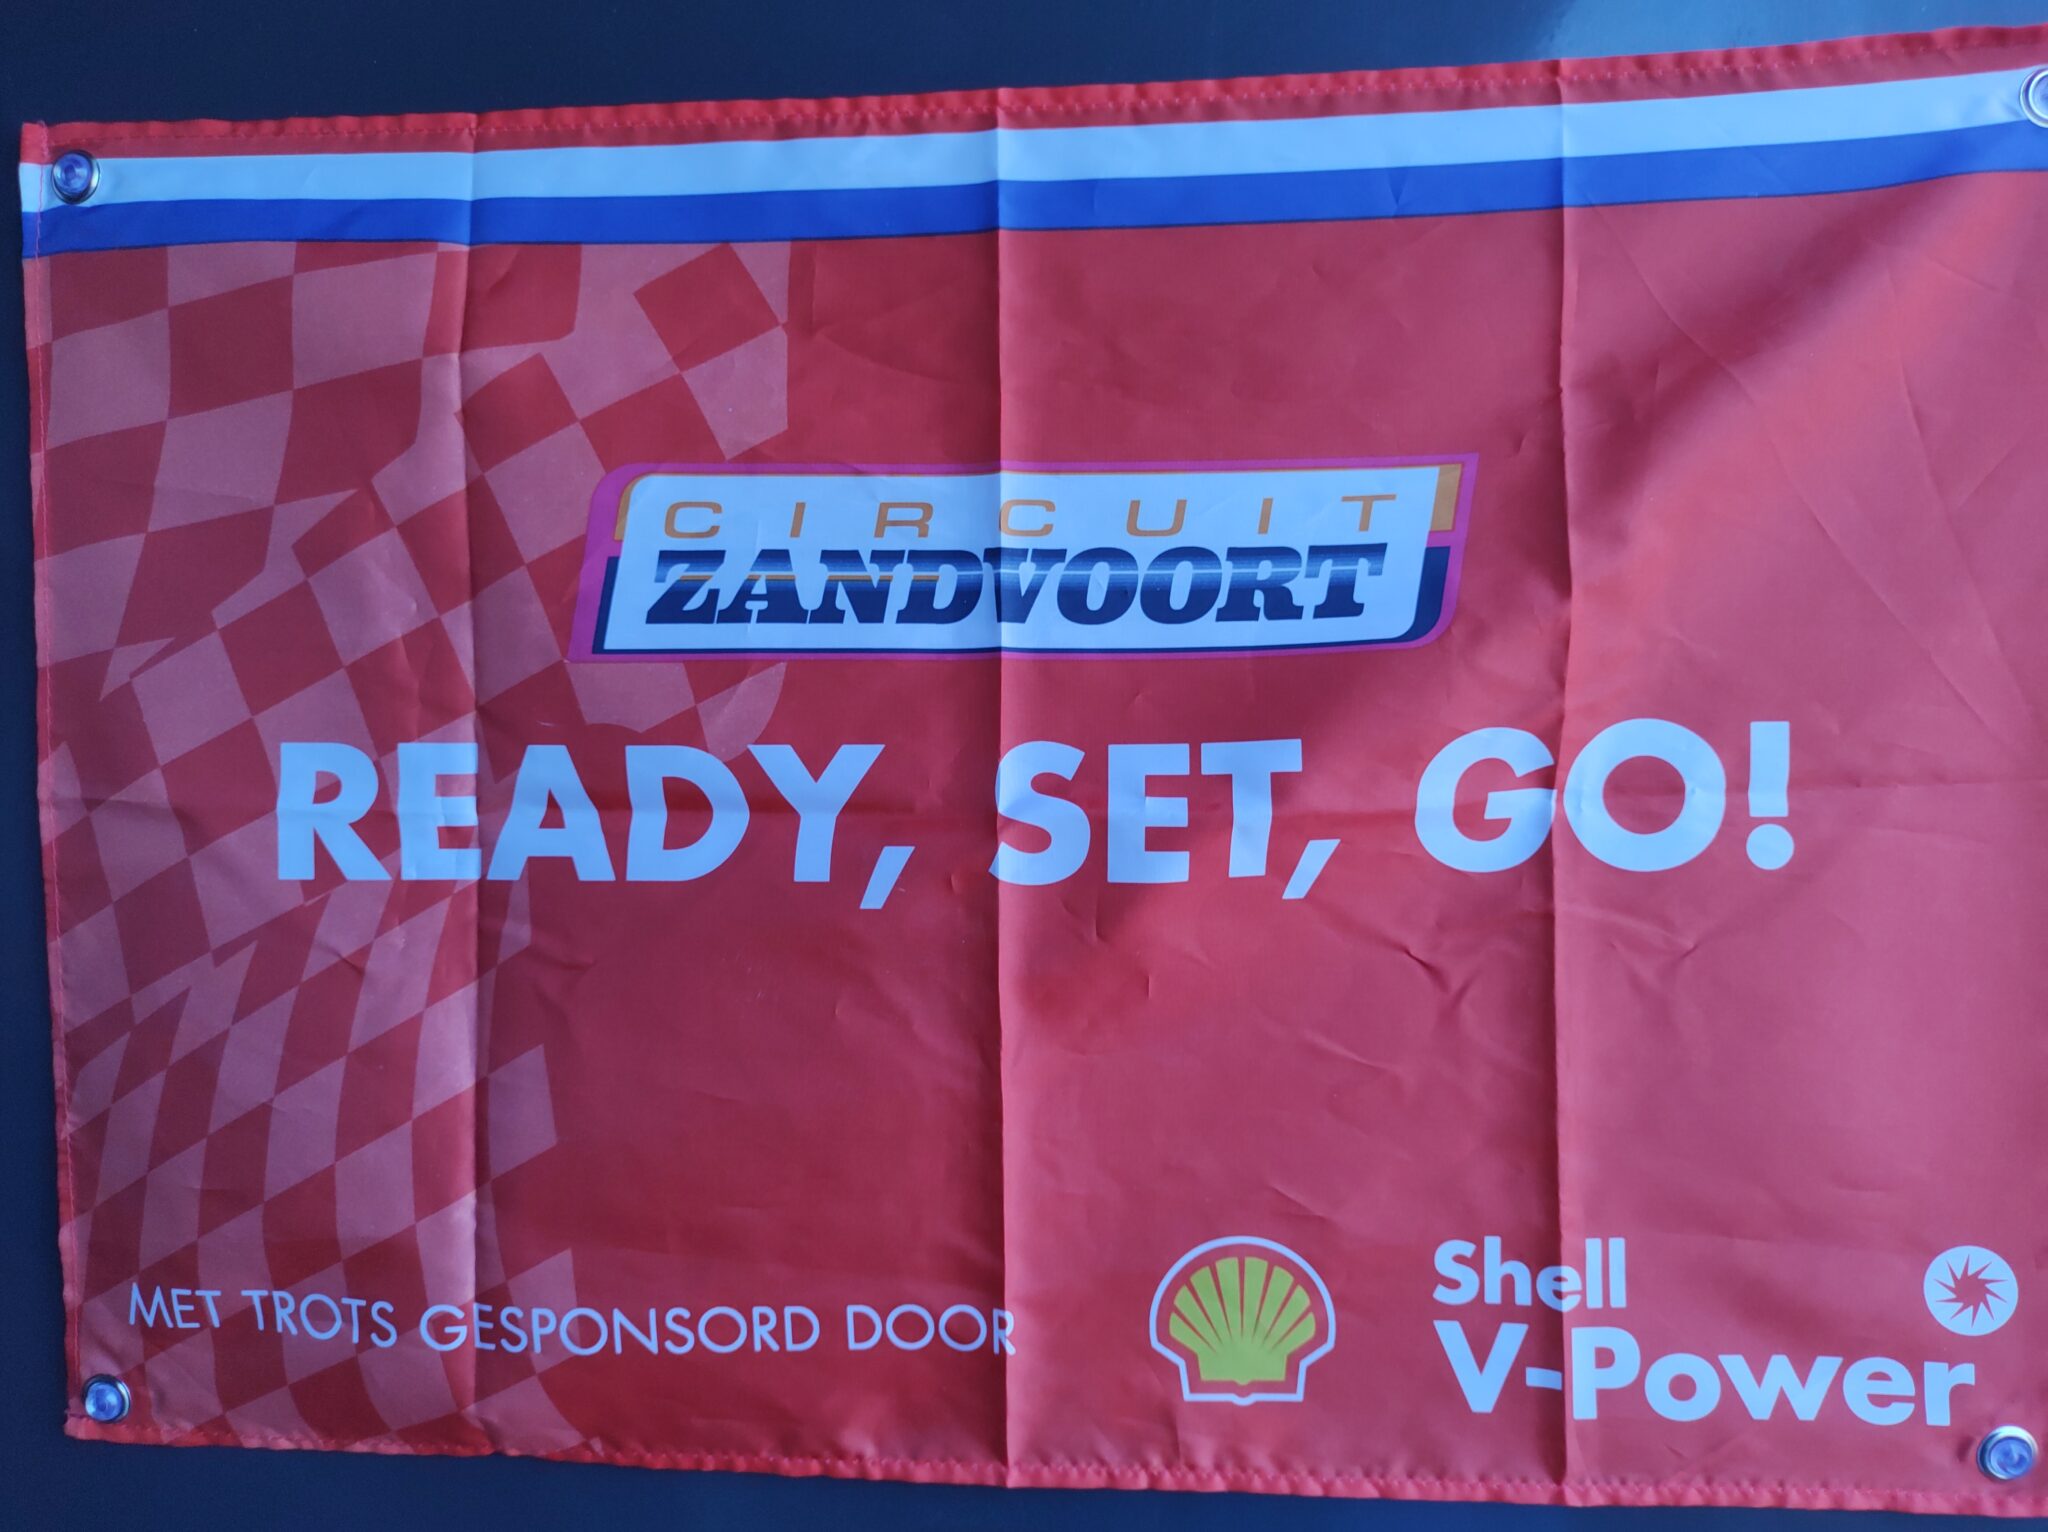 CIRCUIT
ZANDVOORT
READY, SET, GO!
MET TROTS GESPONSORD DOOR
Shell
V-Power